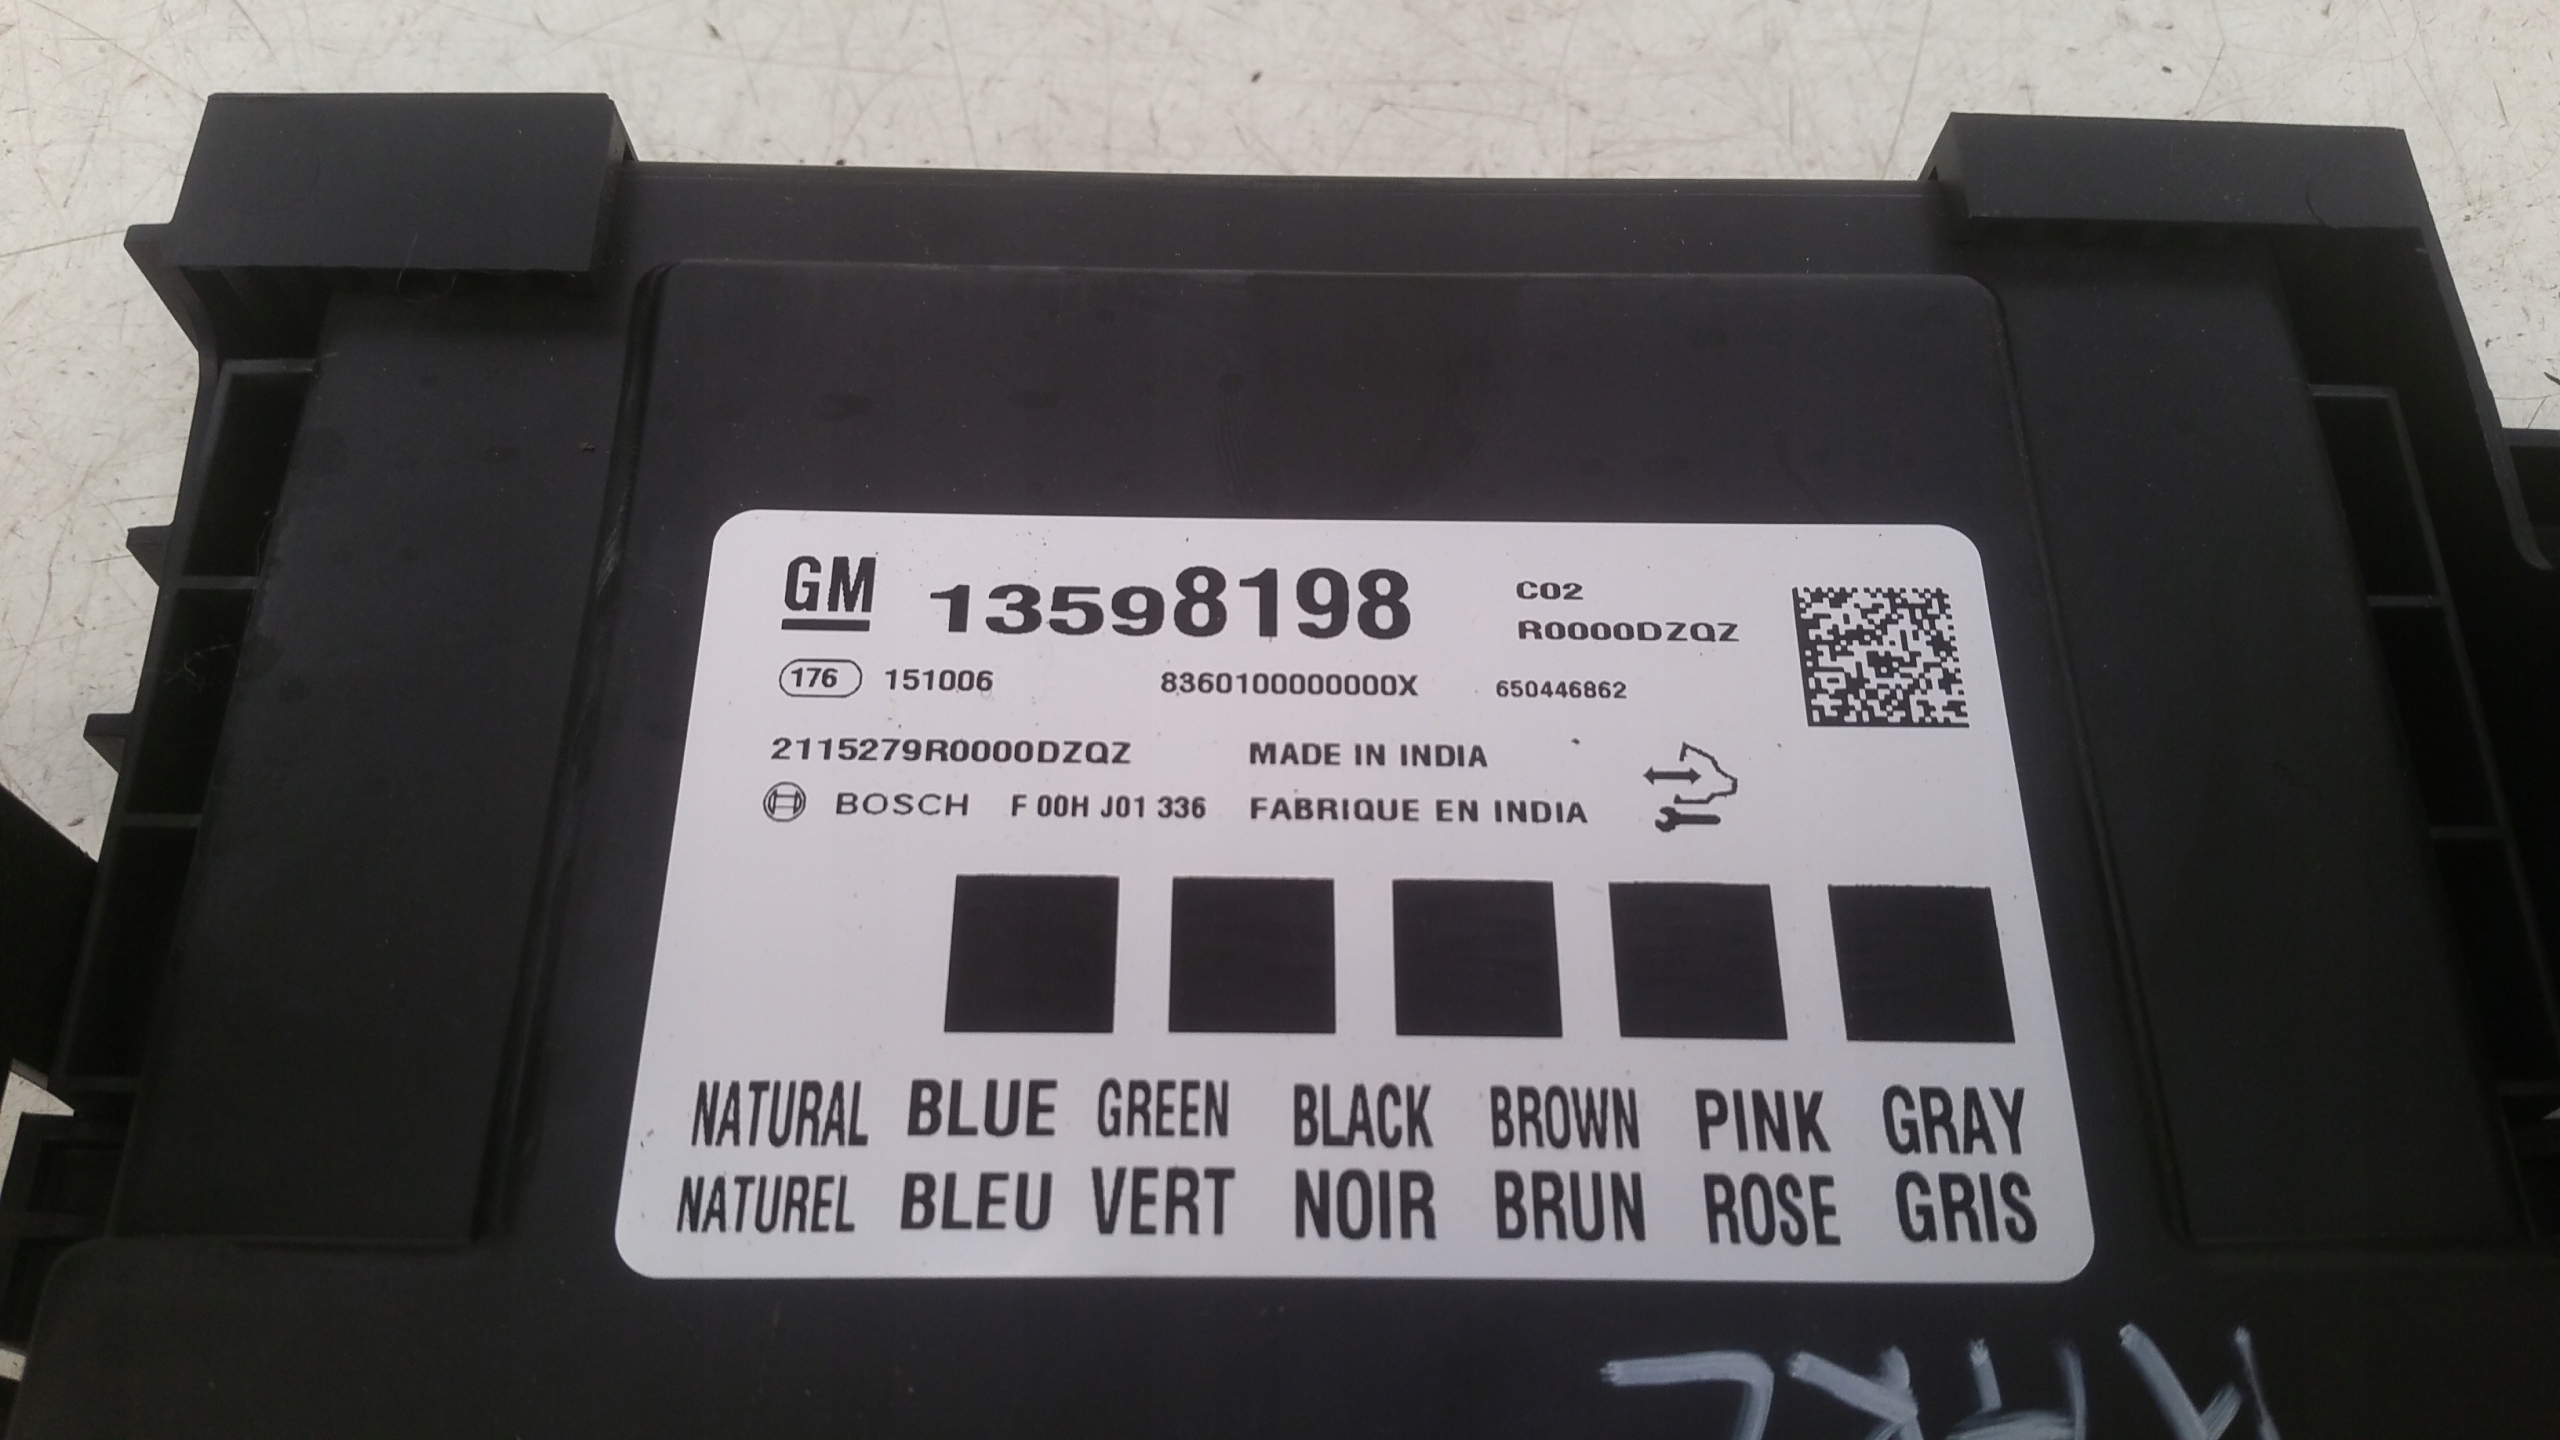 GM 13598198 C02
R0000DZQZ
176 151006 8360100000000X 650446862
2115279R0000DZQZ MADE IN INDIA
BOSCH F 00H J01 336 FABRIQUE EN INDIA
NATURAL BLUE GREEN BLACK BROWN PINK GRAY
NATUREL BLEU VERT NOIR BRUN ROSE GRIS